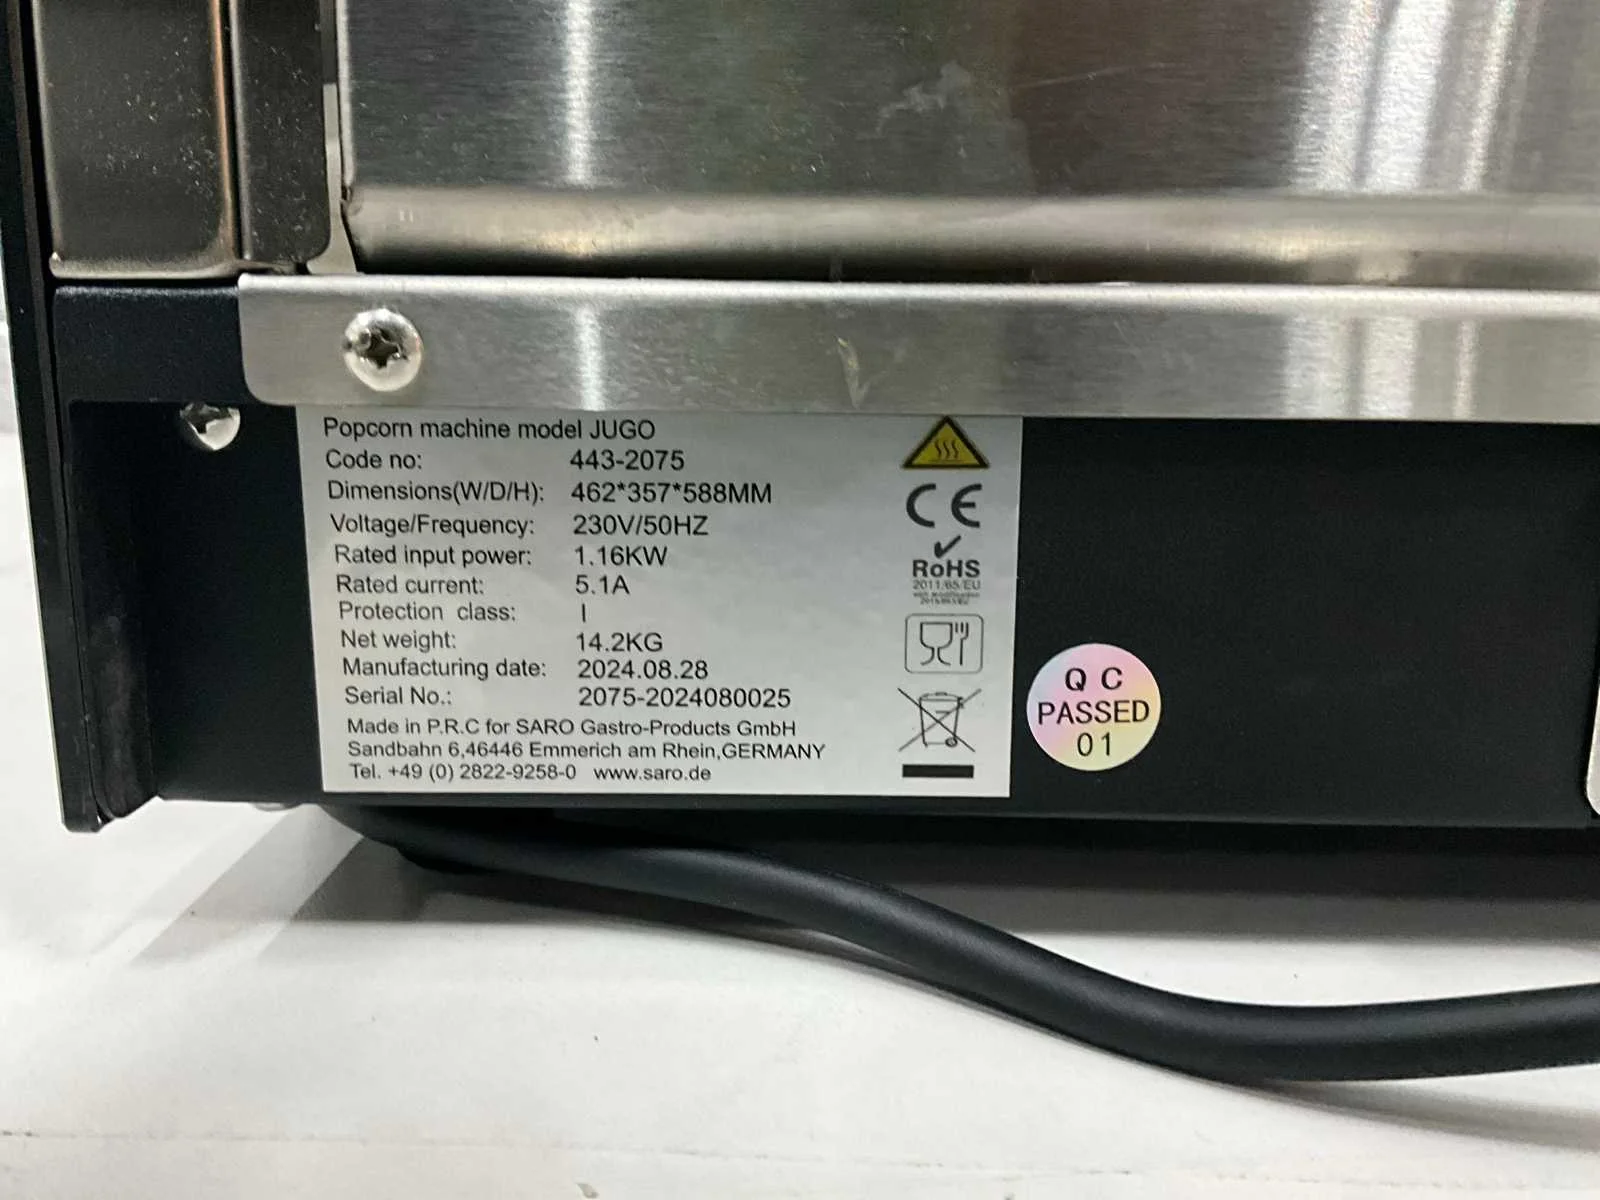 Popcorn machine model JUGO
Code no: 443-2075
Dimensions(W/D/H): 462*357*588MM
Voltage/Frequency: 230V/50HZ
Rated input power: 1.16KW
Rated current: 5.1A
Protection class: I
Net weight: 14.2KG
Manufacturing date: 2024.08.28
Serial No.: 2075-2024080025
Made in P.R.C for SARO Gastro-Products GmbH
Sandbahn 6,46446 Emmerich am Rhein,GERMANY
Tel. +49 (0) 2822-9258-0 www.saro.de
CE
RoHS
2011/65/EU
Q C
PASSED
01